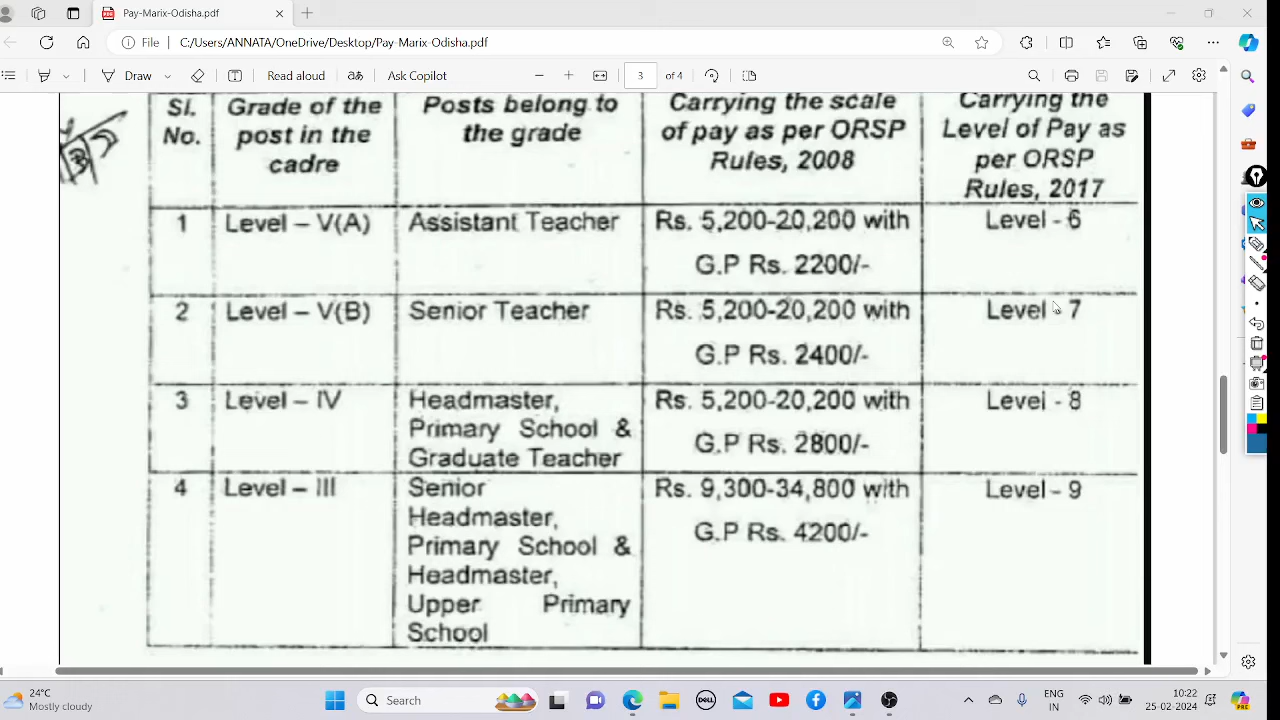 Pay-Marix-Odisha.pdf
File C:/Users/ANNATA/OneDrive/Desktop/Pay-Marix-Odisha.pdf
Draw Read aloud Ask Copilot 3 of 4
Sl. No.
Grade of the post in the cadre
Posts belong to the grade
Carrying the scale of pay as per ORSP Rules, 2008
Carrying the Level of Pay as per ORSP Rules, 2017
1 Level – V(A) Assistant Teacher Rs. 5,200-20,200 with Level - 6
G.P Rs. 2200/-
2 Level – V(B) Senior Teacher Rs. 5,200-20,200 with Level - 7
G.P Rs. 2400/-
3 Level – IV Headmaster, Rs. 5,200-20,200 with Level - 8
Primary School & G.P Rs. 2800/-
Graduate Teacher
4 Level – III Senior Rs. 9,300-34,800 with Level - 9
Headmaster, G.P Rs. 4200/-
Primary School &
Headmaster,
Upper Primary
School
24°C
Mostly cloudy
Search
DELL
ENG
IN
10:22
25-02-2024